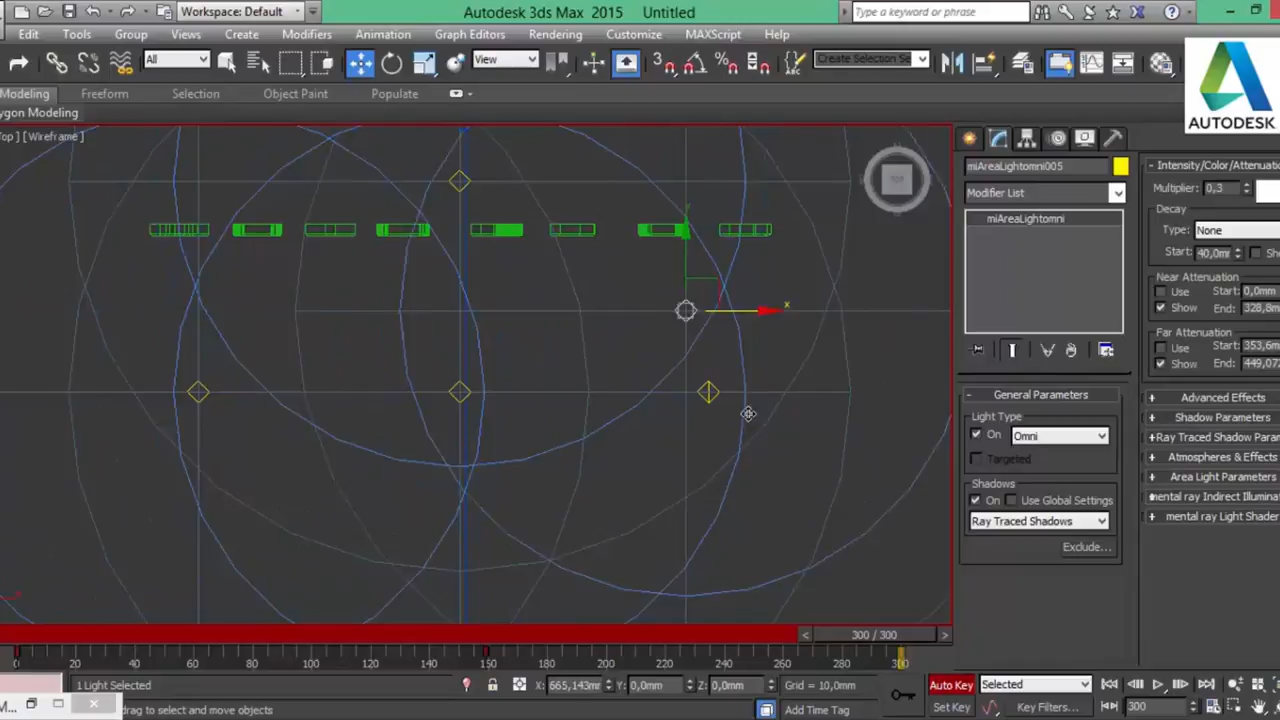 Workspace: Default
Autodesk 3ds Max 2015 Untitled
Type a keyword or phrase
Edit Tools Group Views Create Modifiers Animation Graph Editors Rendering Customize MAXScript Help
All View Create Selection Se
Modeling Freeform Selection Object Paint Populate
ygon Modeling
AUTODESK
op ] [ Wireframe ]
TOP
x
miAreaLightomni005
Modifier List
miAreaLightomni
- General Parameters
Light Type
On Omni
Targeted
Shadows
On Use Global Settings
Ray Traced Shadows
Exclude...
- Intensity/Color/Attenuat
Multiplier: 0,3
Decay
Type: None
Start: 40,0mr Sho
Near Attenuation
Use Start: 0,0mm
Show End: 328,8m
Far Attenuation
Use Start: 353,6m
Show End: 449,07
+ Advanced Effects
+ Shadow Parameters
+Ray Traced Shadow Para
+ Atmospheres & Effects
+ Area Light Parameters
mental ray Indirect Illumina
+ mental ray Light Shader
< 300 / 300 >
0 20 40 60 80 100 120 140 160 180 200 220 240 260 280 300
1 Light Selected X: 565,143mr Y: 0,0mm Z: 0,0mm Grid = 10,0mm Auto Key Selected
M... drag to select and move objects Add Time Tag Set Key Key Filters... 300